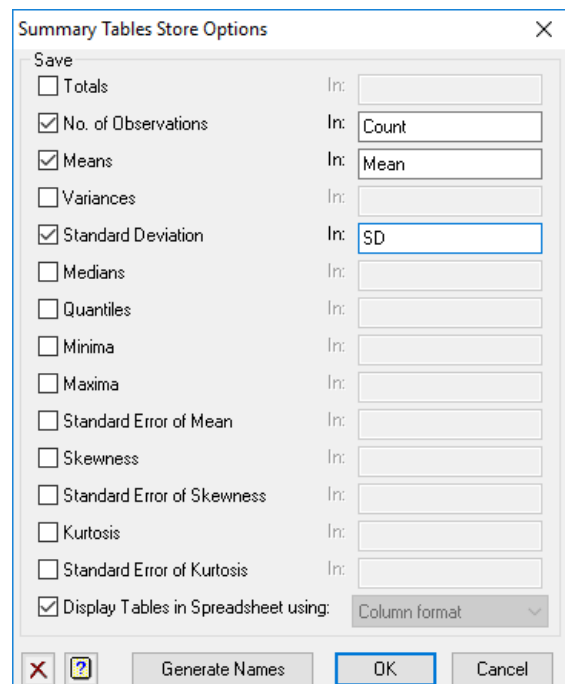 Summary Tables Store Options
Save
Totals In:
No. of Observations In: Count
Means In: Mean
Variances In:
Standard Deviation In: SD
Medians In:
Quantiles In:
Minima In:
Maxima In:
Standard Error of Mean In:
Skewness In:
Standard Error of Skewness In:
Kurtosis In:
Standard Error of Kurtosis In:
Display Tables in Spreadsheet using: Column format
? Generate Names OK Cancel